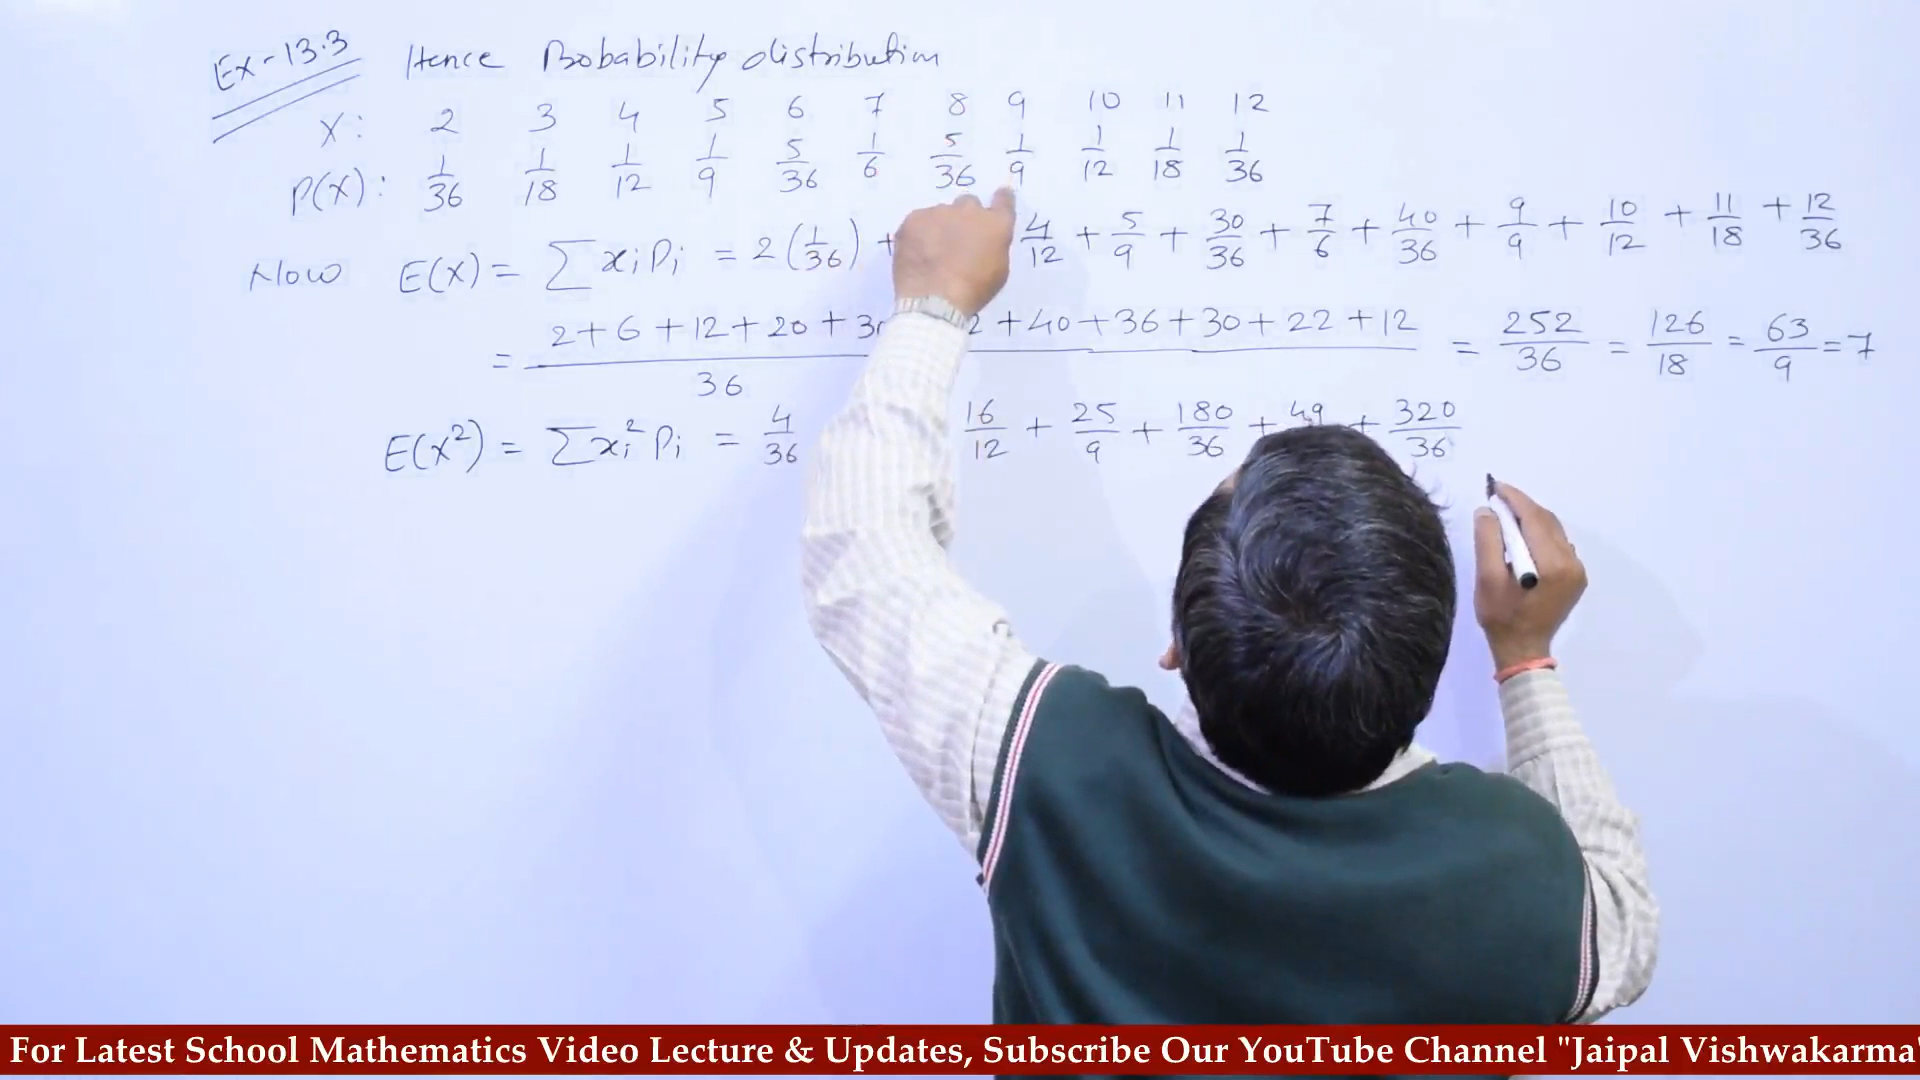 Ex-13.3 Hence Probability distribution
X: 2 3 4 5 6 7 8 9 10 11 12
P(X): 1/36 1/18 1/12 1/9 5/36 1/6 5/36 1/9 1/12 1/18 1/36
Now E(X) = ∑ xi Pi = 2(1/36) + 4/12 + 5/9 + 30/36 + 7/6 + 40/36 + 9/9 + 10/12 + 11/18 + 12/36
= 2+6+12+20+30 +40+36+30+22+12 / 36 = 252/36 = 126/18 = 63/9 = 7
E(X²) = ∑xi² Pi = 4/36 16/12 + 25/9 + 180/36 + 49 + 320/36
For Latest School Mathematics Video Lecture & Updates, Subscribe Our YouTube Channel "Jaipal Vishwakarma"